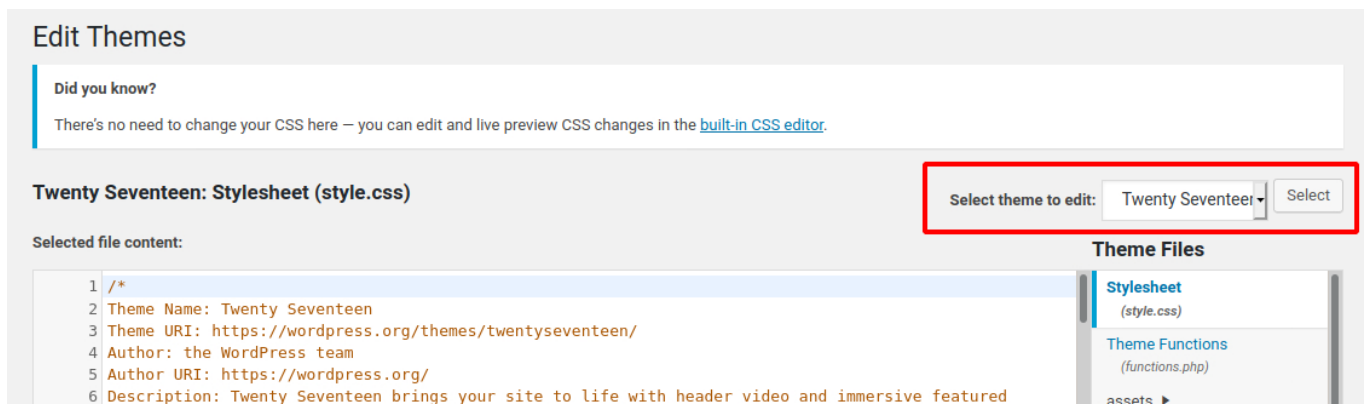 Edit Themes
Did you know?
There's no need to change your CSS here — you can edit and live preview CSS changes in the built-in CSS editor.
Twenty Seventeen: Stylesheet (style.css)
Select theme to edit: Twenty Seventeer Select
Selected file content:
Theme Files
1 /*
2 Theme Name: Twenty Seventeen
3 Theme URI: https://wordpress.org/themes/twentyseventeen/
4 Author: the WordPress team
5 Author URI: https://wordpress.org/
6 Description: Twenty Seventeen brings your site to life with header video and immersive featured
Stylesheet
(style.css)
Theme Functions
(functions.php)
assets